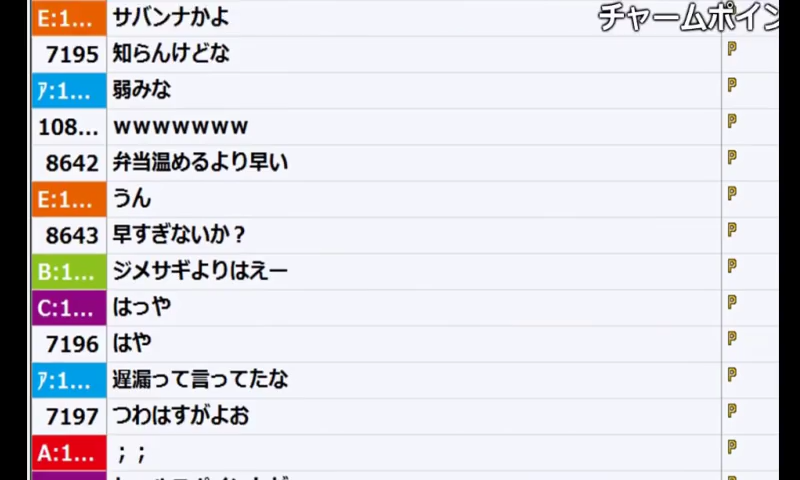 チャームポイン
E:1... サバンナかよ
7195 知らんけどな P
ｱ:1... 弱みな P
108... wwwwwww P
8642 弁当温めるより早い P
E:1... うん P
8643 早すぎないか？ P
B:1... ジメサギよりはえー P
C:1... はっや P
7196 はや P
ｱ:1... 遅漏って言ってたな P
7197 つわはすがよお P
A:1... ；； P